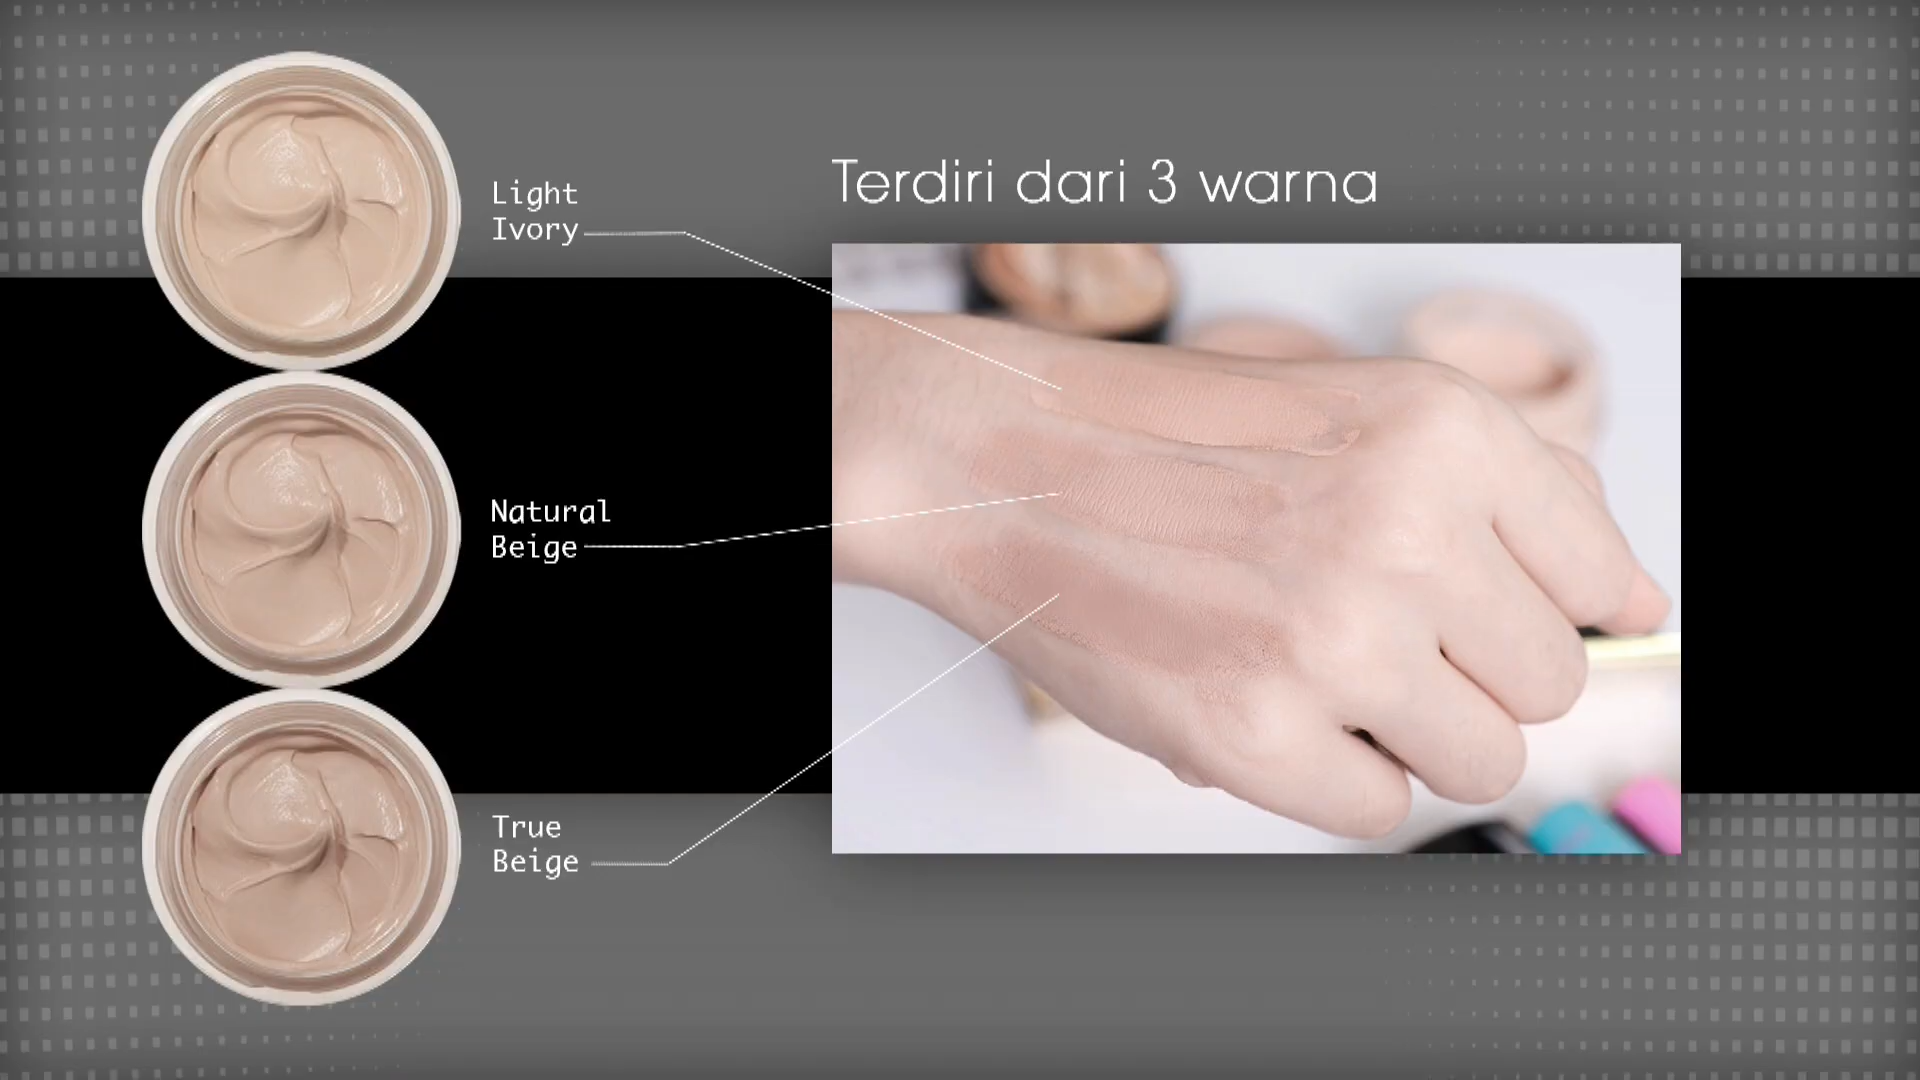 Terdiri dari 3 warna
Light
Ivory
Natural
Beige
True
Beige